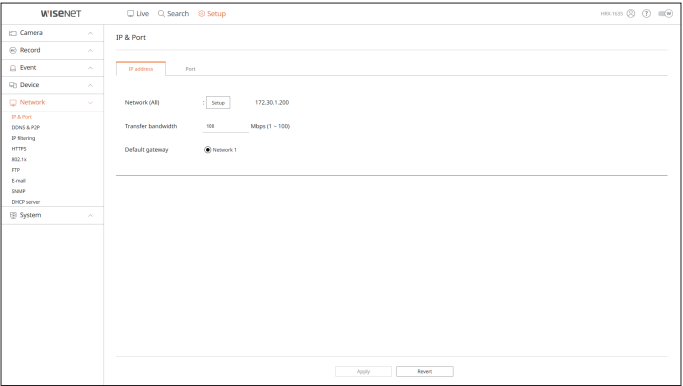 WISENET
Live Search Setup
HRX-1635
Camera
Record
Event
Device
Network
IP & Port
DDNS & P2P
IP filtering
HTTPS
802.1x
FTP
E-mail
SNMP
DHCP server
System
IP & Port
IP address Port
Network (All) : Setup 172.30.1.200
Transfer bandwidth 100 Mbps (1 ~ 100)
Default gateway Network 1
Apply Revert